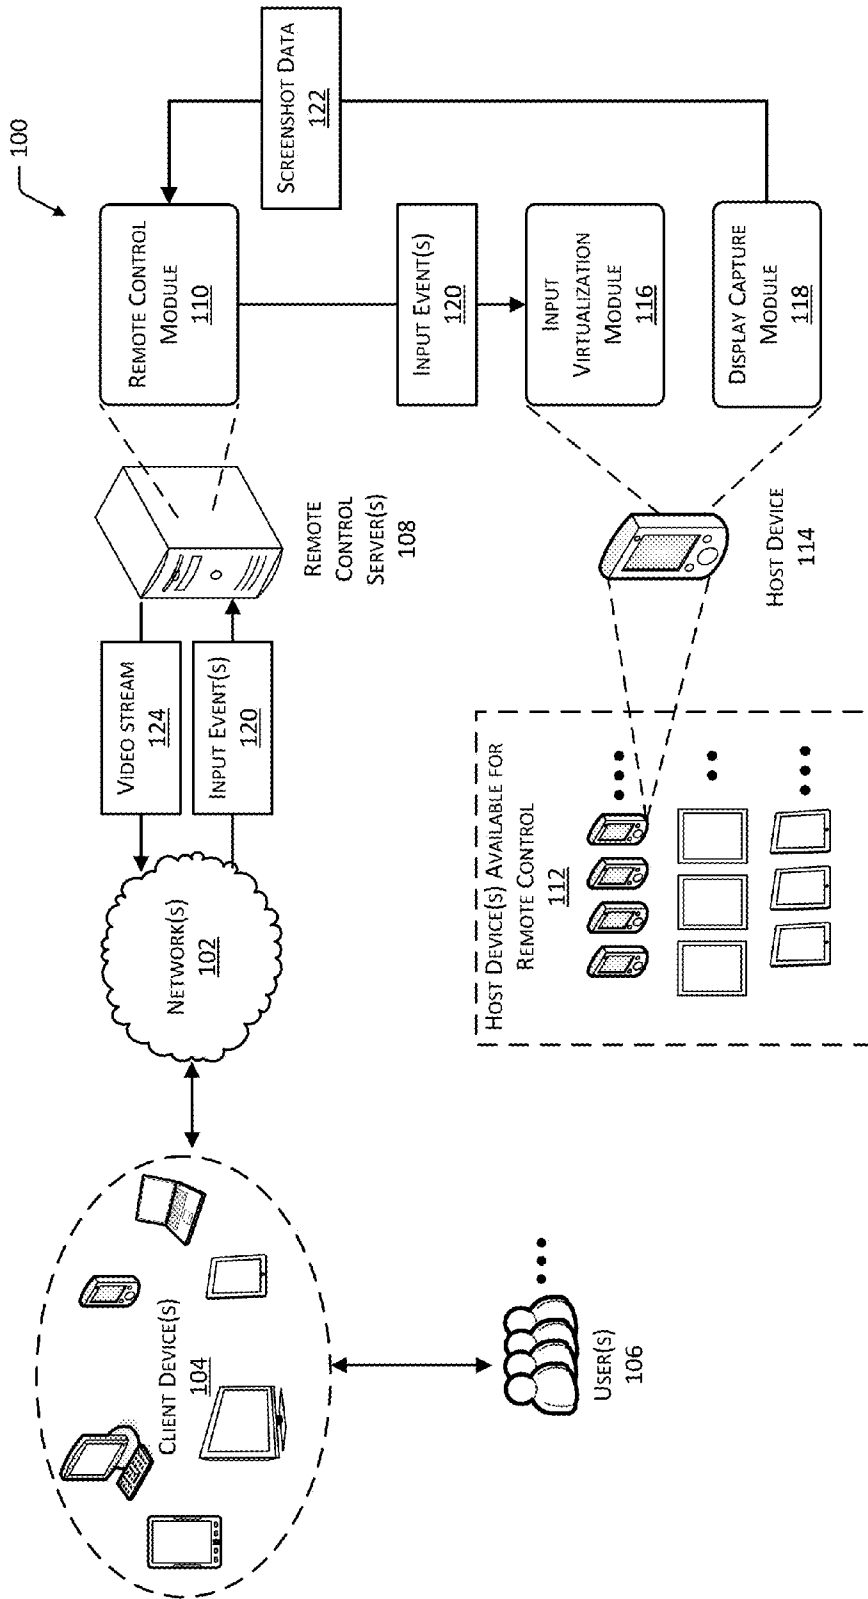 100
CLIENT DEVICE(S)
104
USER(S)
106
NETWORK(S)
102
VIDEO STREAM
124
INPUT EVENT(S)
120
REMOTE
CONTROL
SERVER(S)
108
REMOTE CONTROL
MODULE
110
SCREENSHOT DATA
122
INPUT EVENT(S)
120
INPUT
VIRTUALIZATION
MODULE
116
DISPLAY CAPTURE
MODULE
118
HOST DEVICE
114
HOST DEVICE(S) AVAILABLE FOR
REMOTE CONTROL
112